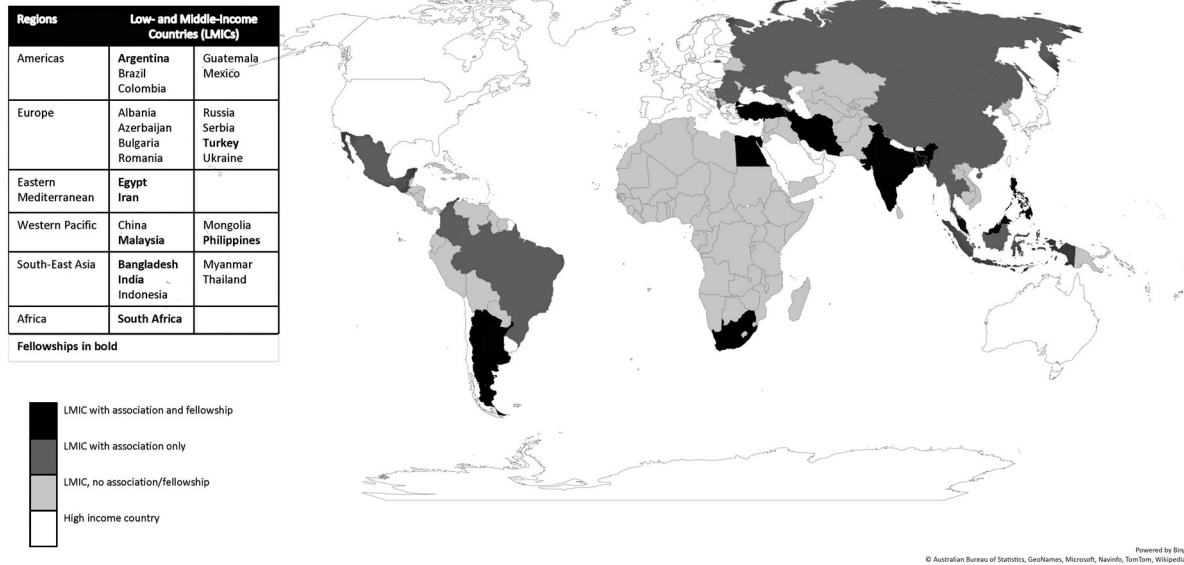 Regions
Low- and Middle-Income
Countries (LMICs)
Americas
Argentina
Brazil
Colombia
Guatemala
Mexico
Europe
Albania
Azerbaijan
Bulgaria
Romania
Russia
Serbia
Turkey
Ukraine
Eastern
Mediterranean
Egypt
Iran
Western Pacific
China
Malaysia
Mongolia
Philippines
South-East Asia
Bangladesh
India
Indonesia
Myanmar
Thailand
Africa
South Africa
Fellowships in bold
LMIC with association and fellowship
LMIC with association only
LMIC, no association/fellowship
High income country
Powered by Bing
© Australian Bureau of Statistics, GeoNames, Microsoft, Navinfo, TomTom, Wikipedia